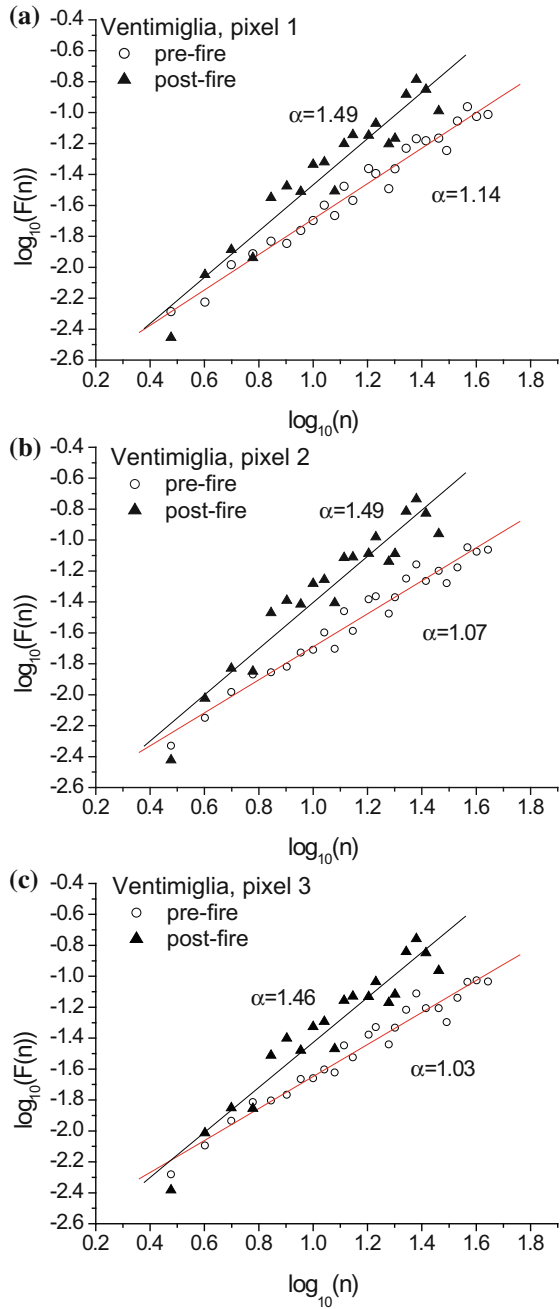 (a)
Ventimiglia, pixel 1
pre-fire
post-fire
α=1.49
α=1.14
log10(F(n))
-0.4
-0.6
-0.8
-1.0
-1.2
-1.4
-1.6
-1.8
-2.0
-2.2
-2.4
-2.6
0.2 0.4 0.6 0.8 1.0 1.2 1.4 1.6 1.8
log10(n)
(b)
Ventimiglia, pixel 2
pre-fire
post-fire
α=1.49
α=1.07
log10(F(n))
-0.4
-0.6
-0.8
-1.0
-1.2
-1.4
-1.6
-1.8
-2.0
-2.2
-2.4
-2.6
0.2 0.4 0.6 0.8 1.0 1.2 1.4 1.6 1.8
log10(n)
(c)
Ventimiglia, pixel 3
pre-fire
post-fire
α=1.46
α=1.03
log10(F(n))
-0.4
-0.6
-0.8
-1.0
-1.2
-1.4
-1.6
-1.8
-2.0
-2.2
-2.4
-2.6
0.2 0.4 0.6 0.8 1.0 1.2 1.4 1.6 1.8
log10(n)